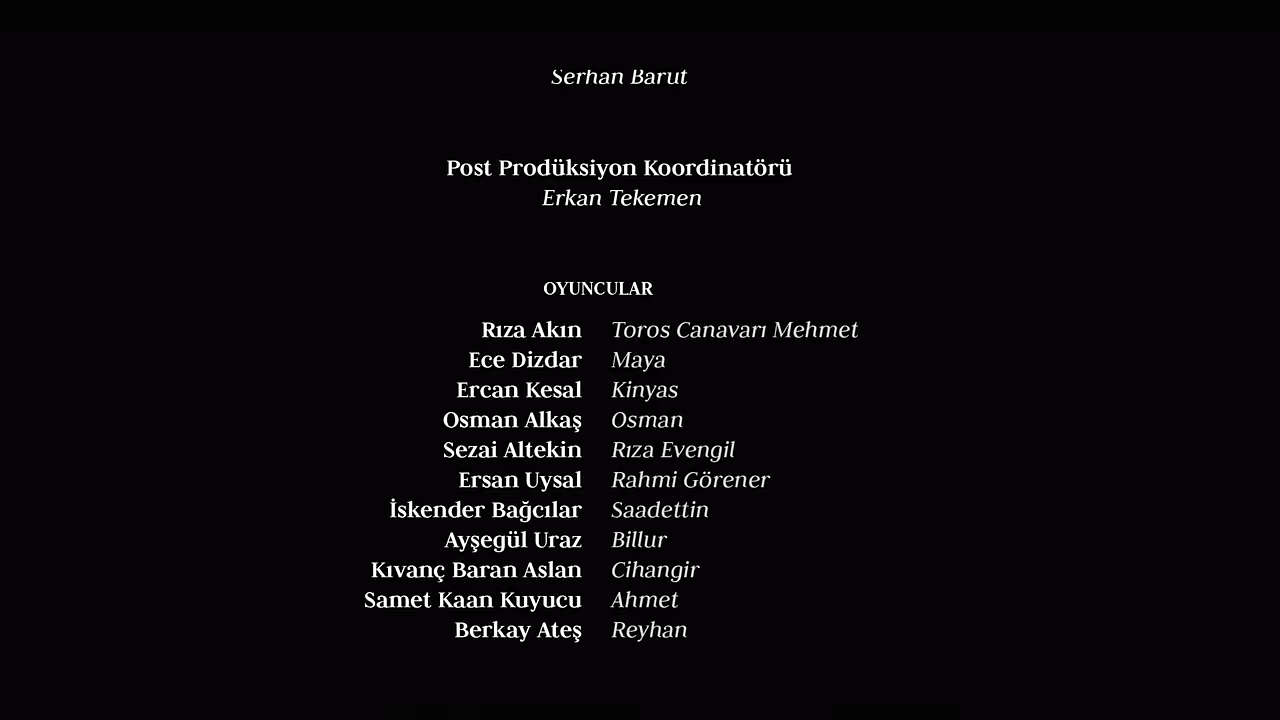 Serhan Barut
Post Prodüksiyon Koordinatörü
Erkan Tekemen
OYUNCULAR
Rıza Akın Toros Canavarı Mehmet
Ece Dizdar Maya
Ercan Kesal Kinyas
Osman Alkaş Osman
Sezai Altekin Rıza Evengil
Ersan Uysal Rahmi Görener
İskender Bağcılar Saadettin
Ayşegül Uraz Billur
Kıvanç Baran Aslan Cihangir
Samet Kaan Kuyucu Ahmet
Berkay Ateş Reyhan